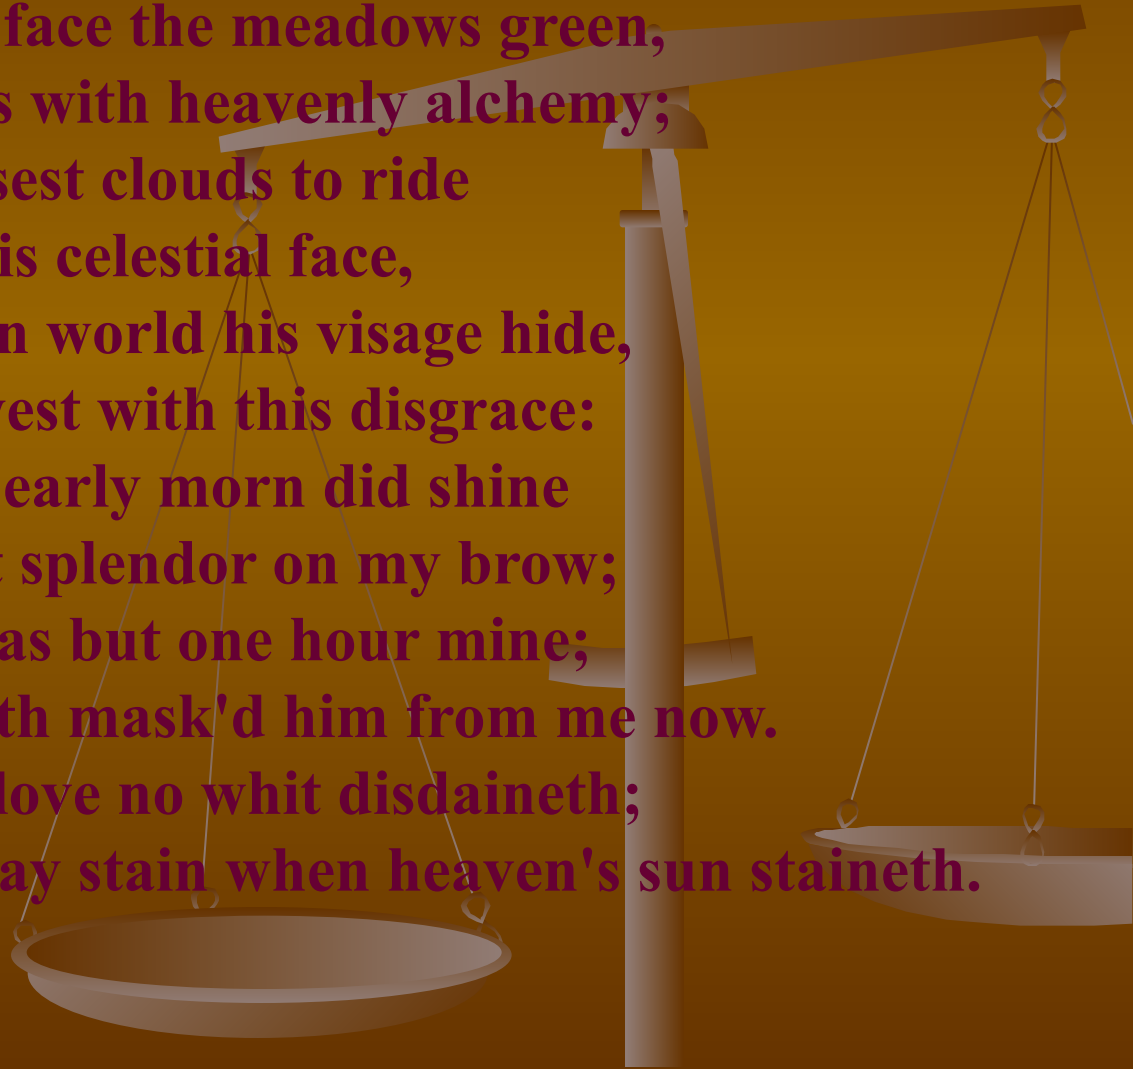 face the meadows green,
s with heavenly alchemy;
sest clouds to ride
is celestial face,
n world his visage hide,
vest with this disgrace:
early morn did shine
t splendor on my brow;
as but one hour mine;
th mask'd him from me now.
love no whit disdaineth;
ay stain when heaven's sun staineth.